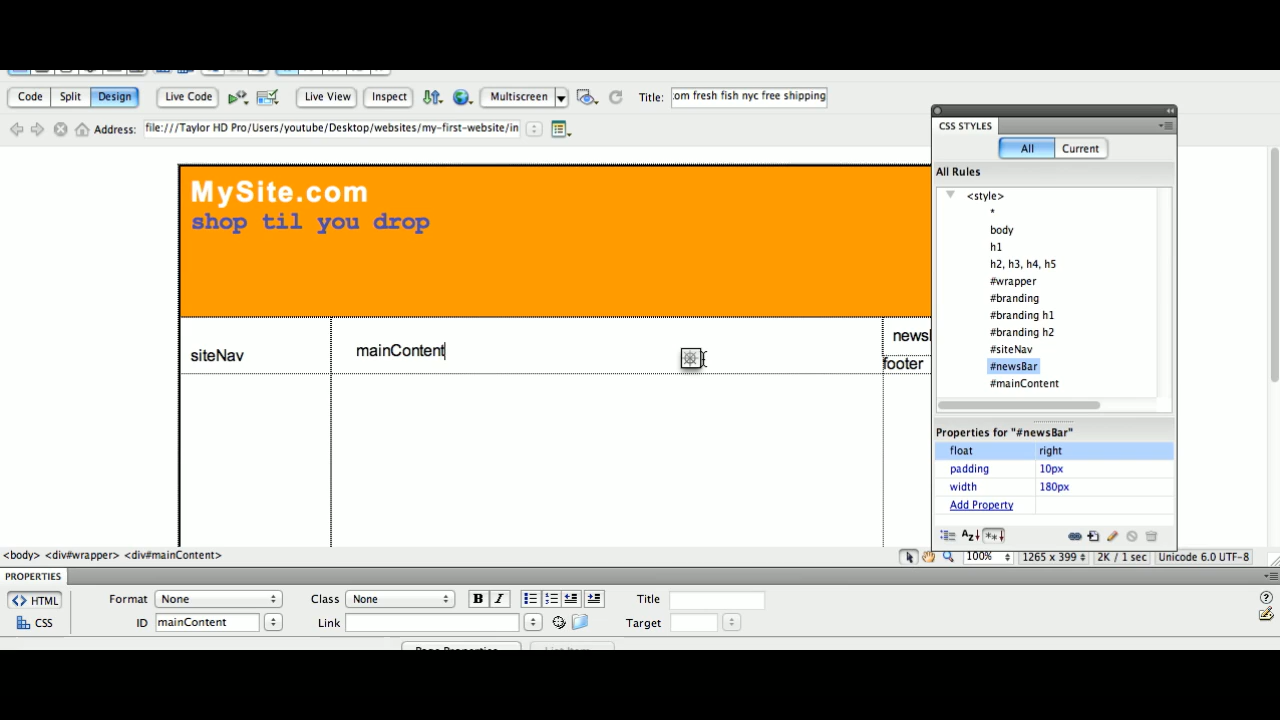 Code Split Design Live Code Live View Inspect Multiscreen Title: om fresh fish nyc free shipping
Address: file:///Taylor HD Pro/Users/youtube/Desktop/websites/my-first-website/in
CSS STYLES
All Current
All Rules
<style>
*
body
h1
h2, h3, h4, h5
#wrapper
#branding
#branding h1
#branding h2
#siteNav
#newsBar
#mainContent
Properties for "#newsBar"
float right
padding 10px
width 180px
Add Property
MySite.com
shop til you drop
siteNav
mainContent
news
footer
<body> <div#wrapper> <div#mainContent>
100% 1265 x 399 2K / 1 sec Unicode 6.0 UTF-8
PROPERTIES
HTML Format None Class None B I Title
CSS ID mainContent Link Target